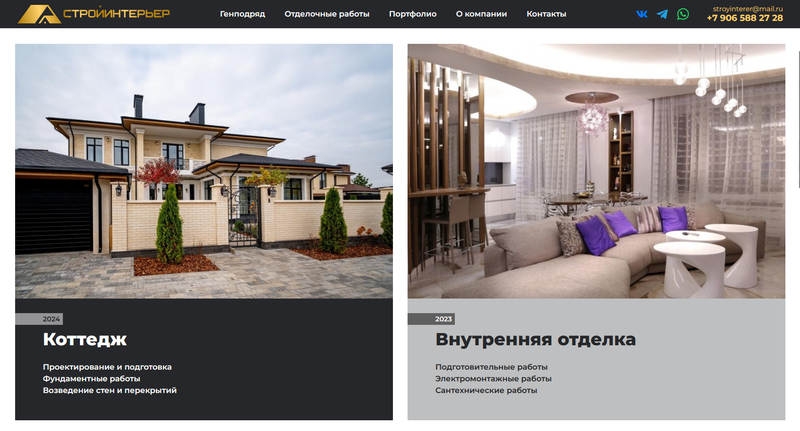 СТРОЙИНТЕРЬЕР
Генподряд Отделочные работы Портфолио О компании Контакты
stroyinterer@mail.ru
+7 906 588 27 28
2024
Коттедж
Проектирование и подготовка
Фундаментные работы
Возведение стен и перекрытий
2023
Внутренняя отделка
Подготовительные работы
Электромонтажные работы
Сантехнические работы